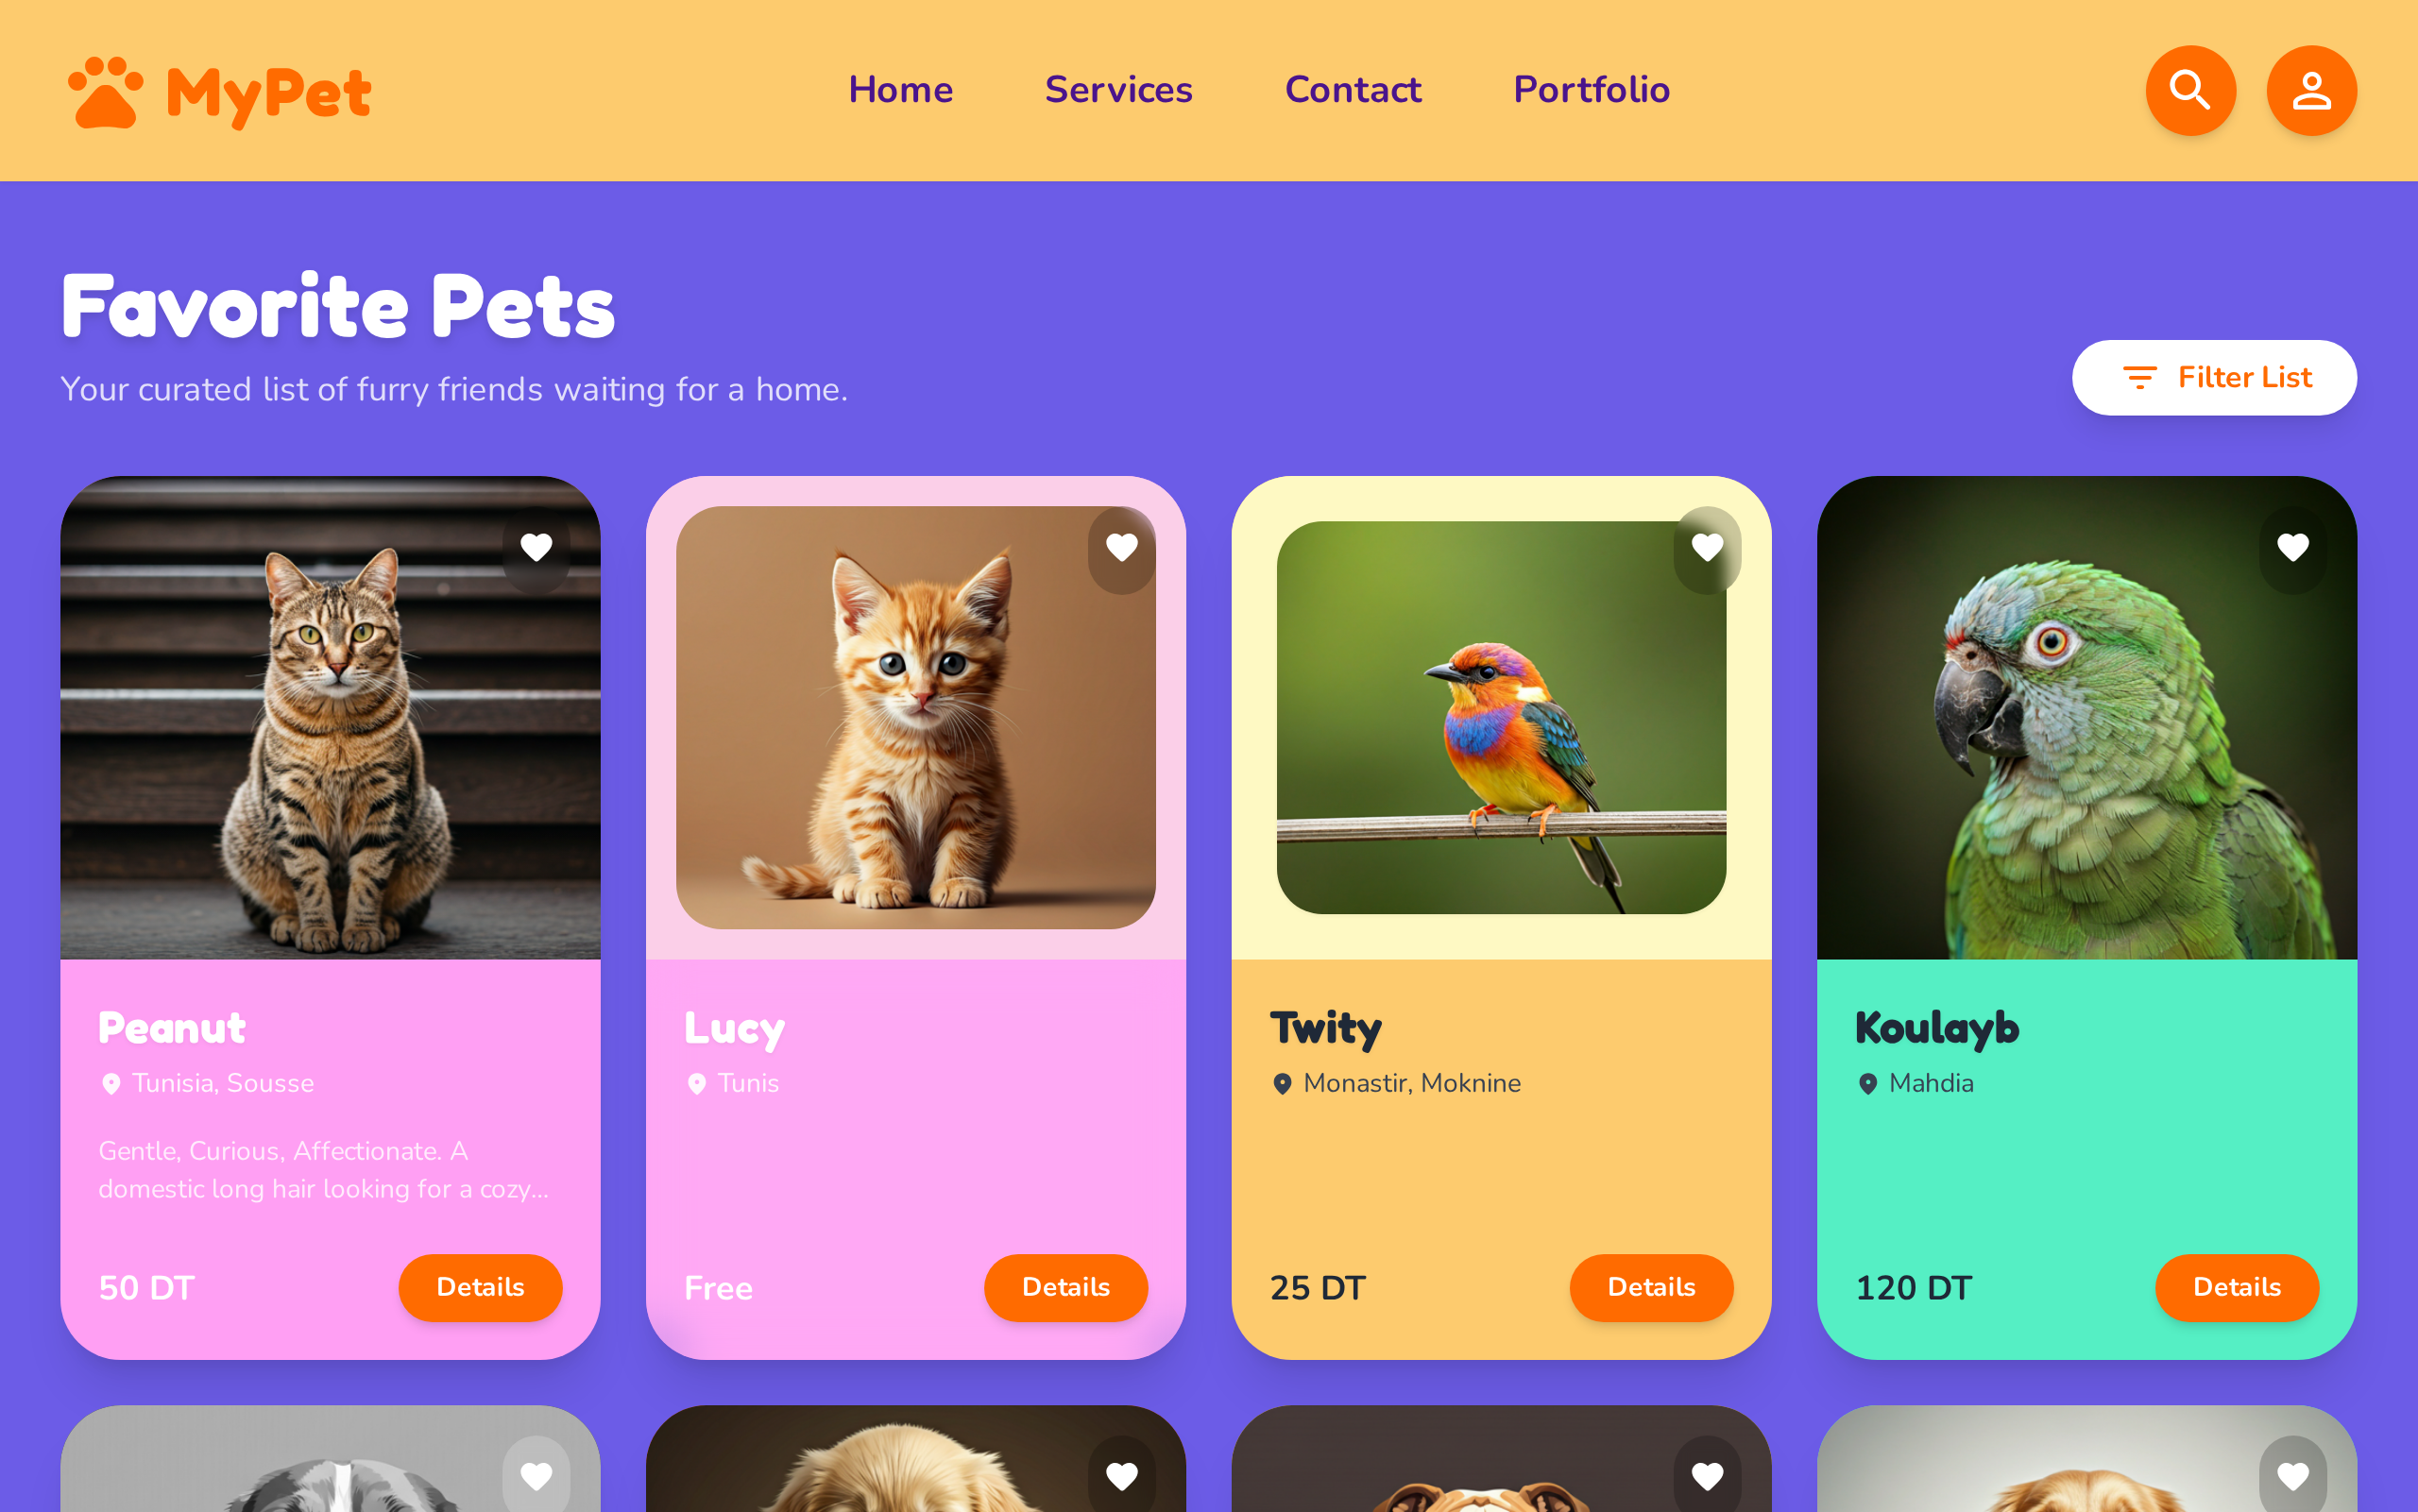 MyPet
Home
Services
Contact
Portfolio
Favorite Pets
Your curated list of furry friends waiting for a home.
Filter List
Peanut
Tunisia, Sousse
Gentle, Curious, Affectionate. A
domestic long hair looking for a cozy...
50 DT
Details
Lucy
Tunis
Free
Details
Twity
Monastir, Moknine
25 DT
Details
Koulayb
Mahdia
120 DT
Details